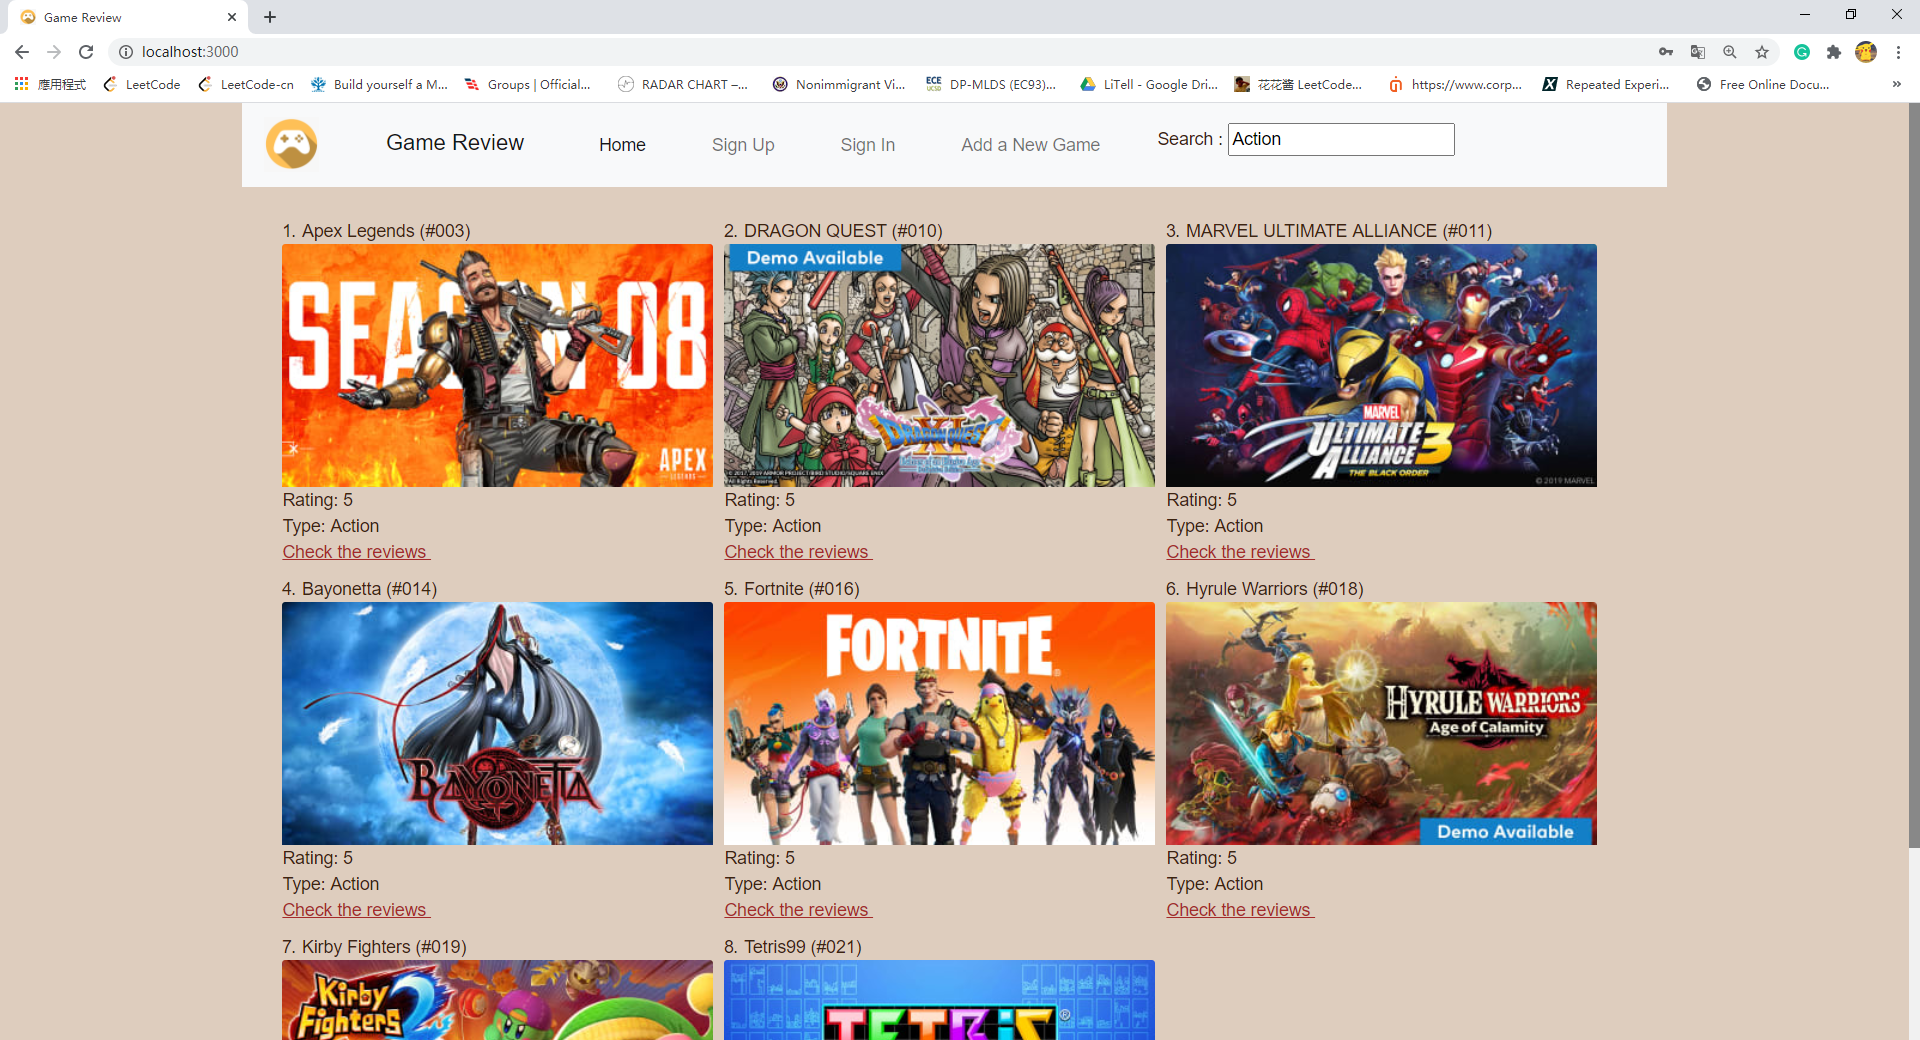 Game Review
localhost:3000
應用程式 LeetCode LeetCode-cn Build yourself a M... Groups | Official... RADAR CHART –... Nonimmigrant Vi... ECE UCSD DP-MLDS (EC93)... LiTell - Google Dri... 花花酱 LeetCode... https://www.corp... Repeated Experi... Free Online Docu... »
Game Review Home Sign Up Sign In Add a New Game Search : Action
1. Apex Legends (#003) 2. DRAGON QUEST (#010) 3. MARVEL ULTIMATE ALLIANCE (#011)
SEASON 08
APEX
LEGENDS
Demo Available
DRAGON QUEST
XI
MARVEL
ULTIMATE
ALLIANCE 3
THE BLACK ORDER
© 2019 MARVEL
Rating: 5 Rating: 5 Rating: 5
Type: Action Type: Action Type: Action
Check the reviews Check the reviews Check the reviews
4. Bayonetta (#014) 5. Fortnite (#016) 6. Hyrule Warriors (#018)
BAYONETTA
FORTNITE
HYRULE WARRIORS
Age of Calamity
Demo Available
Rating: 5 Rating: 5 Rating: 5
Type: Action Type: Action Type: Action
Check the reviews Check the reviews Check the reviews
7. Kirby Fighters (#019) 8. Tetris99 (#021)
Kirby
Fighters 2
TETRIS®